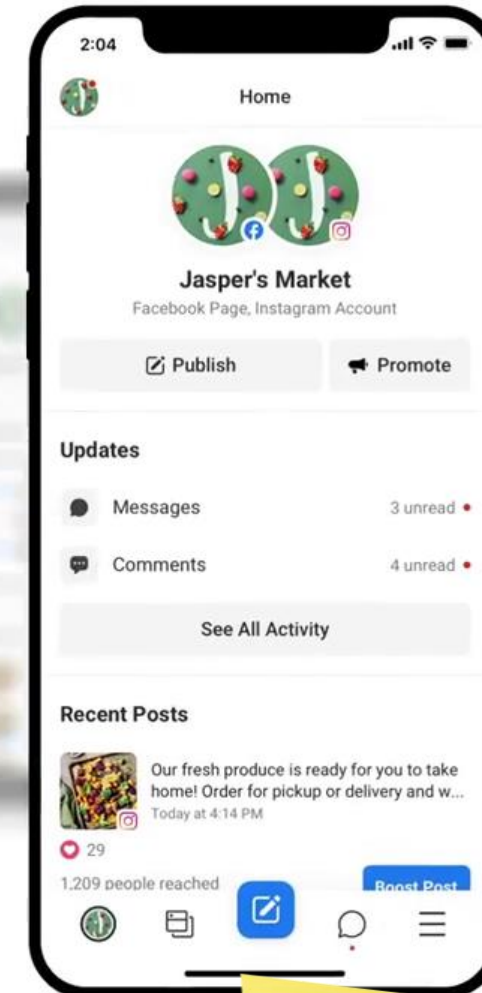 2:04
Home
Jasper's Market
Facebook Page, Instagram Account
Publish
Promote
Updates
Messages
3 unread
Comments
4 unread
See All Activity
Recent Posts
Our fresh produce is ready for you to take
home! Order for pickup or delivery and w...
Today at 4:14 PM
29
1,209 people reached
Boost Post